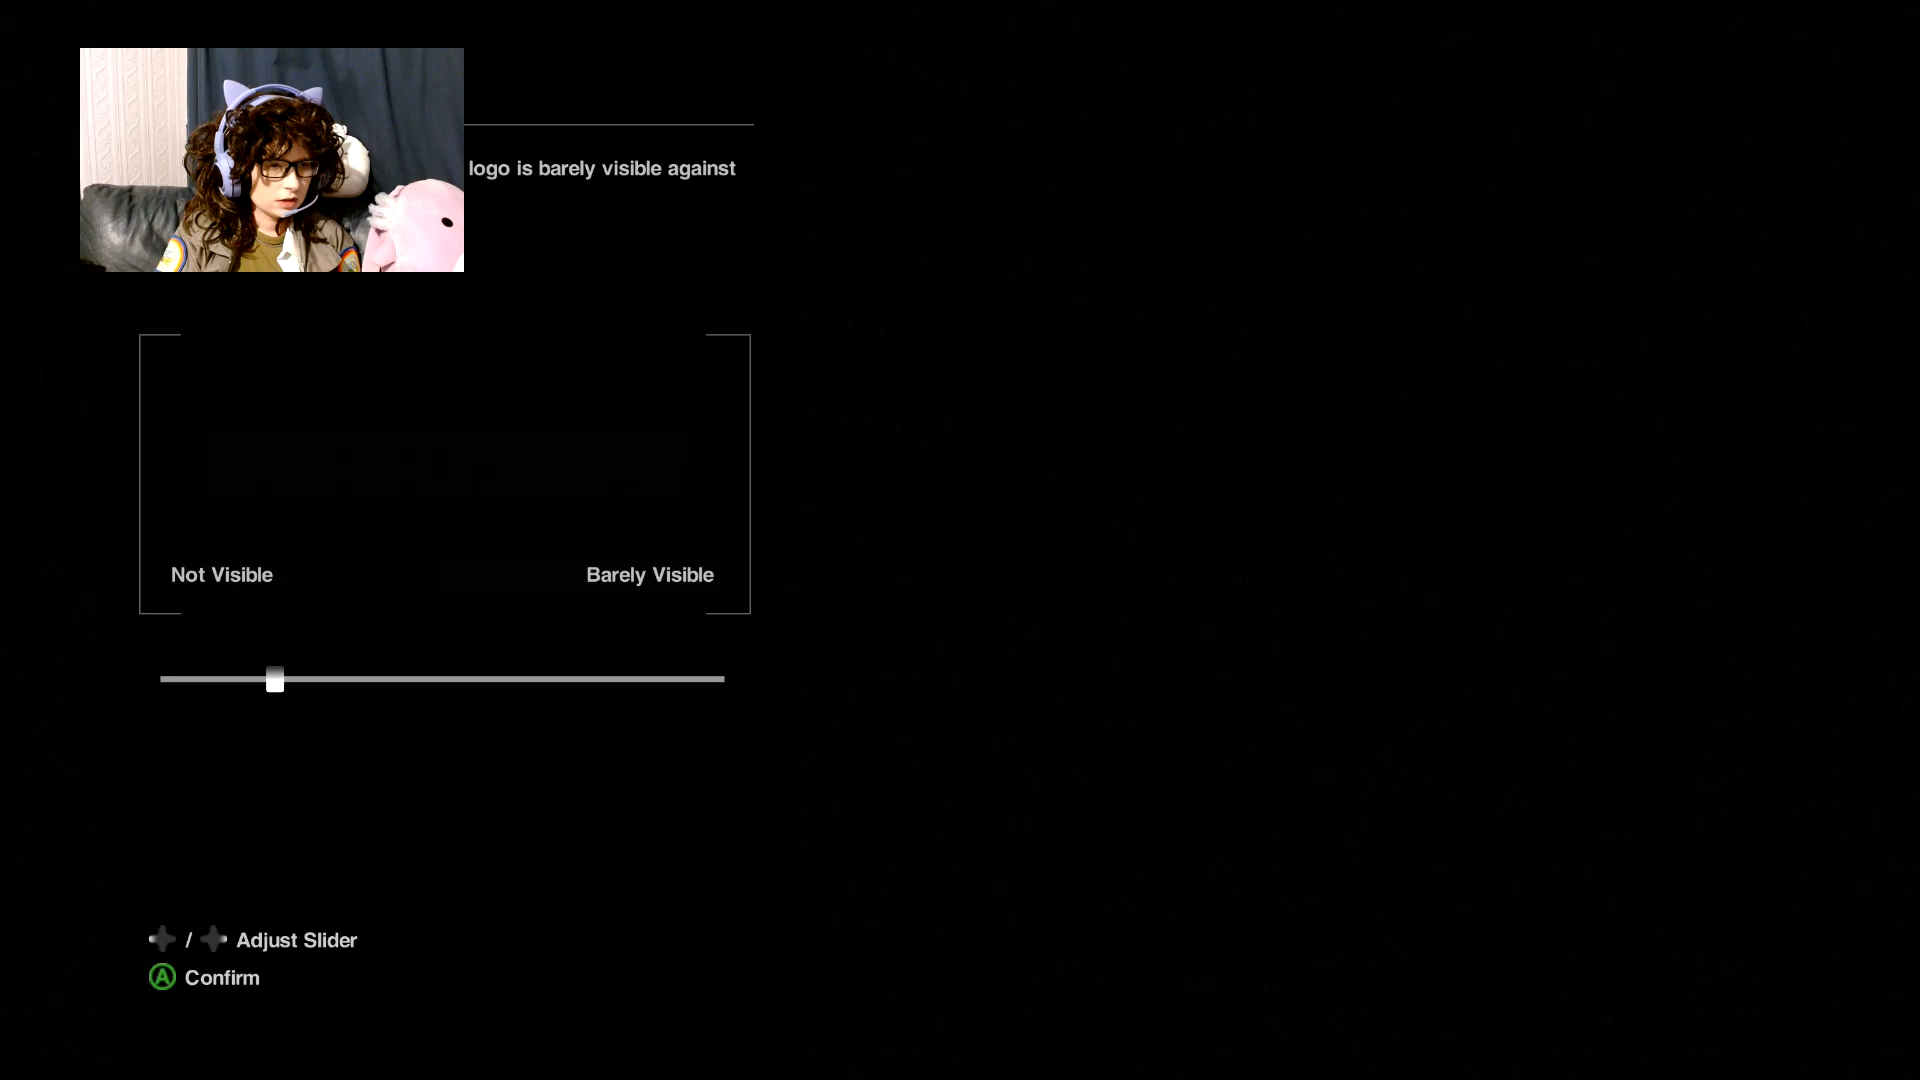 logo is barely visible against
Not Visible
Barely Visible
/ Adjust Slider
A Confirm